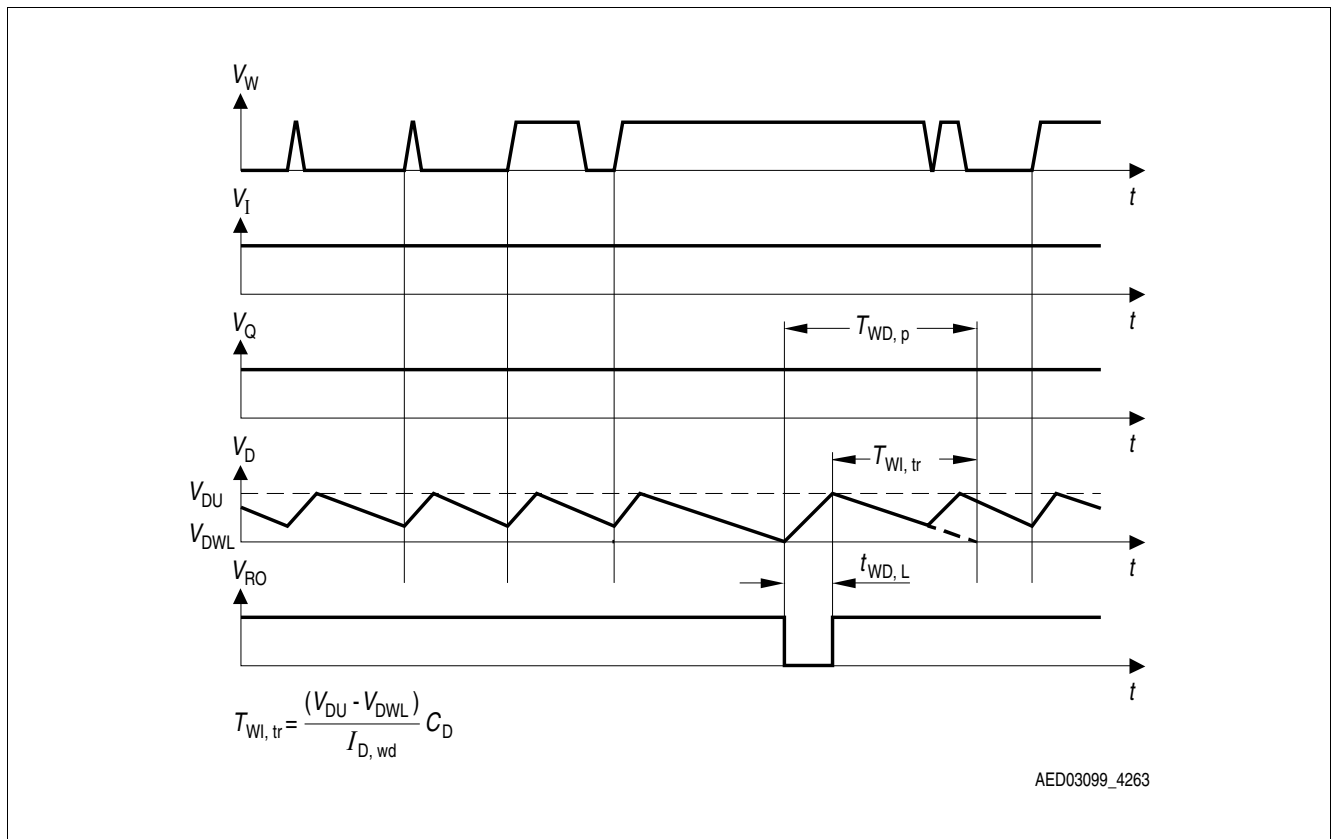 V_W
t
V_I
t
V_Q
T_WD, p
t
V_D
T_WI, tr
V_DU
V_DWL
t
V_RO
t_WD, L
t
T_WI, tr = (V_DU - V_DWL) / I_D, wd C_D
AED03099_4263